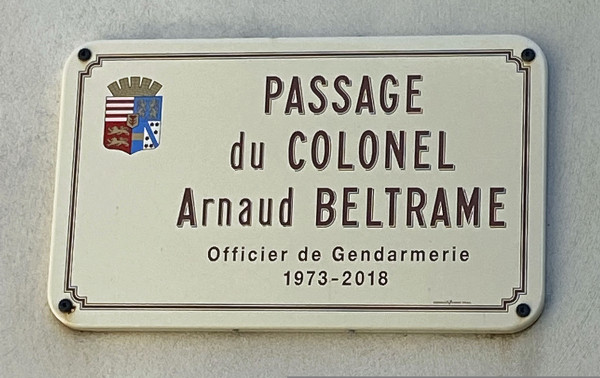 PASSAGE
du COLONEL
Arnaud BELTRAME
Officier de Gendarmerie
1973-2018